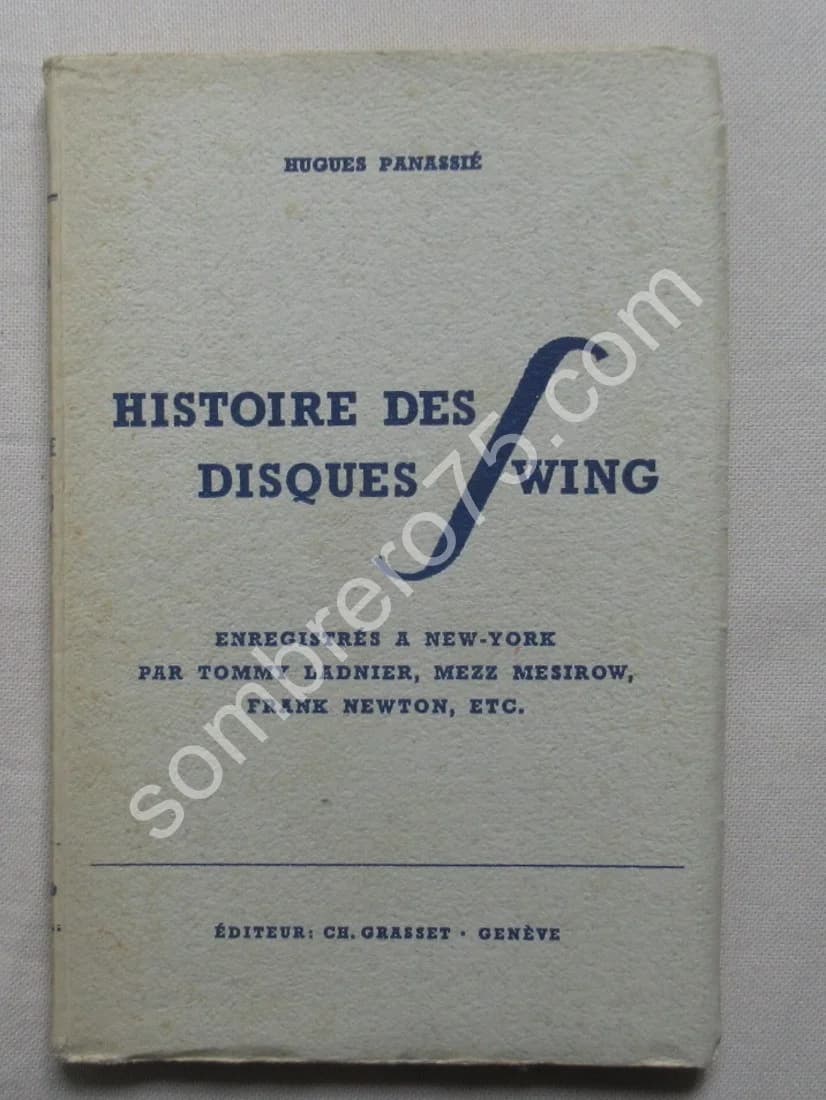 HUGUES PANASSIÉ
HISTOIRE DES
DISQUES SWING
ENREGISTRÉS A NEW-YORK
PAR TOMMY LADNIER, MEZZ MESIROW,
FRANK NEWTON, ETC.
ÉDITEUR: CH. GRASSET · GENÈVE
sombrero75.com